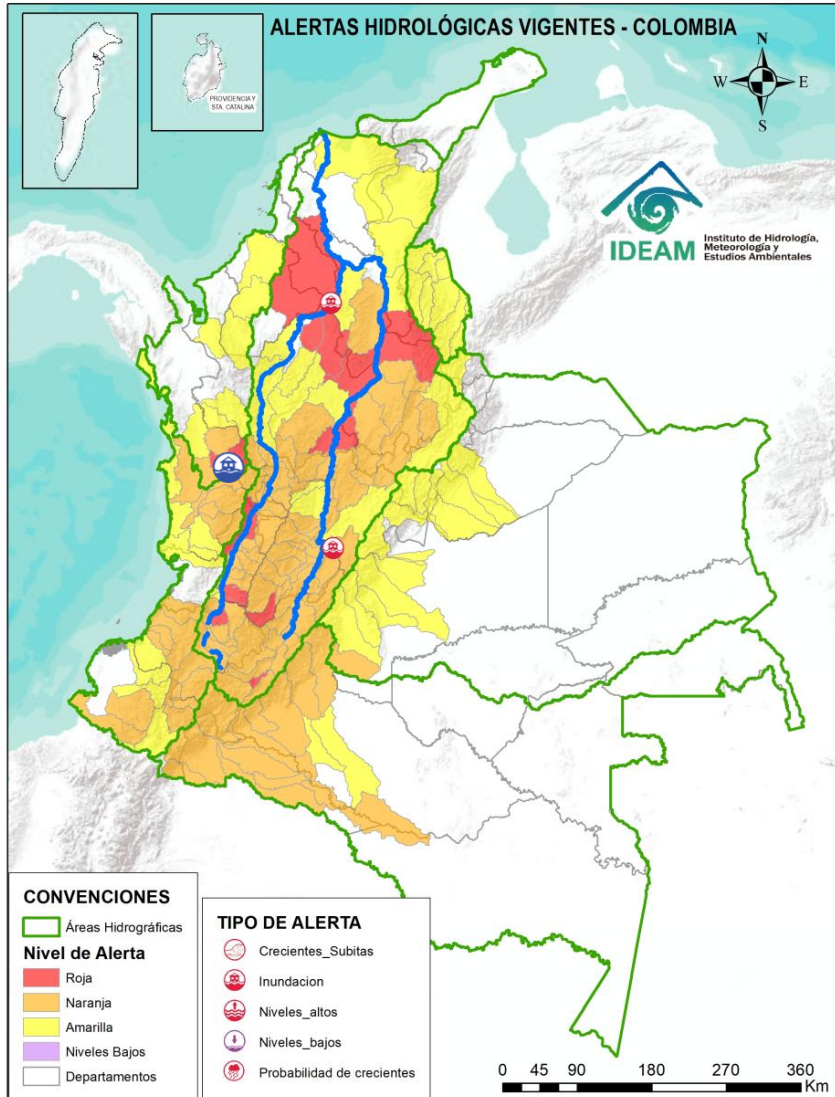 ALERTAS HIDROLÓGICAS VIGENTES - COLOMBIA
PROVIDENCIA Y
STA. CATALINA
N
W
E
S
IDEAM
Instituto de Hidrología,
Meteorología y
Estudios Ambientales
CONVENCIONES
Áreas Hidrográficas
Nivel de Alerta
Roja
Naranja
Amarilla
Niveles Bajos
Departamentos
TIPO DE ALERTA
Crecientes_Subitas
Inundacion
Niveles_altos
Niveles_bajos
Probabilidad de crecientes
0 45 90 180 270 360
Km